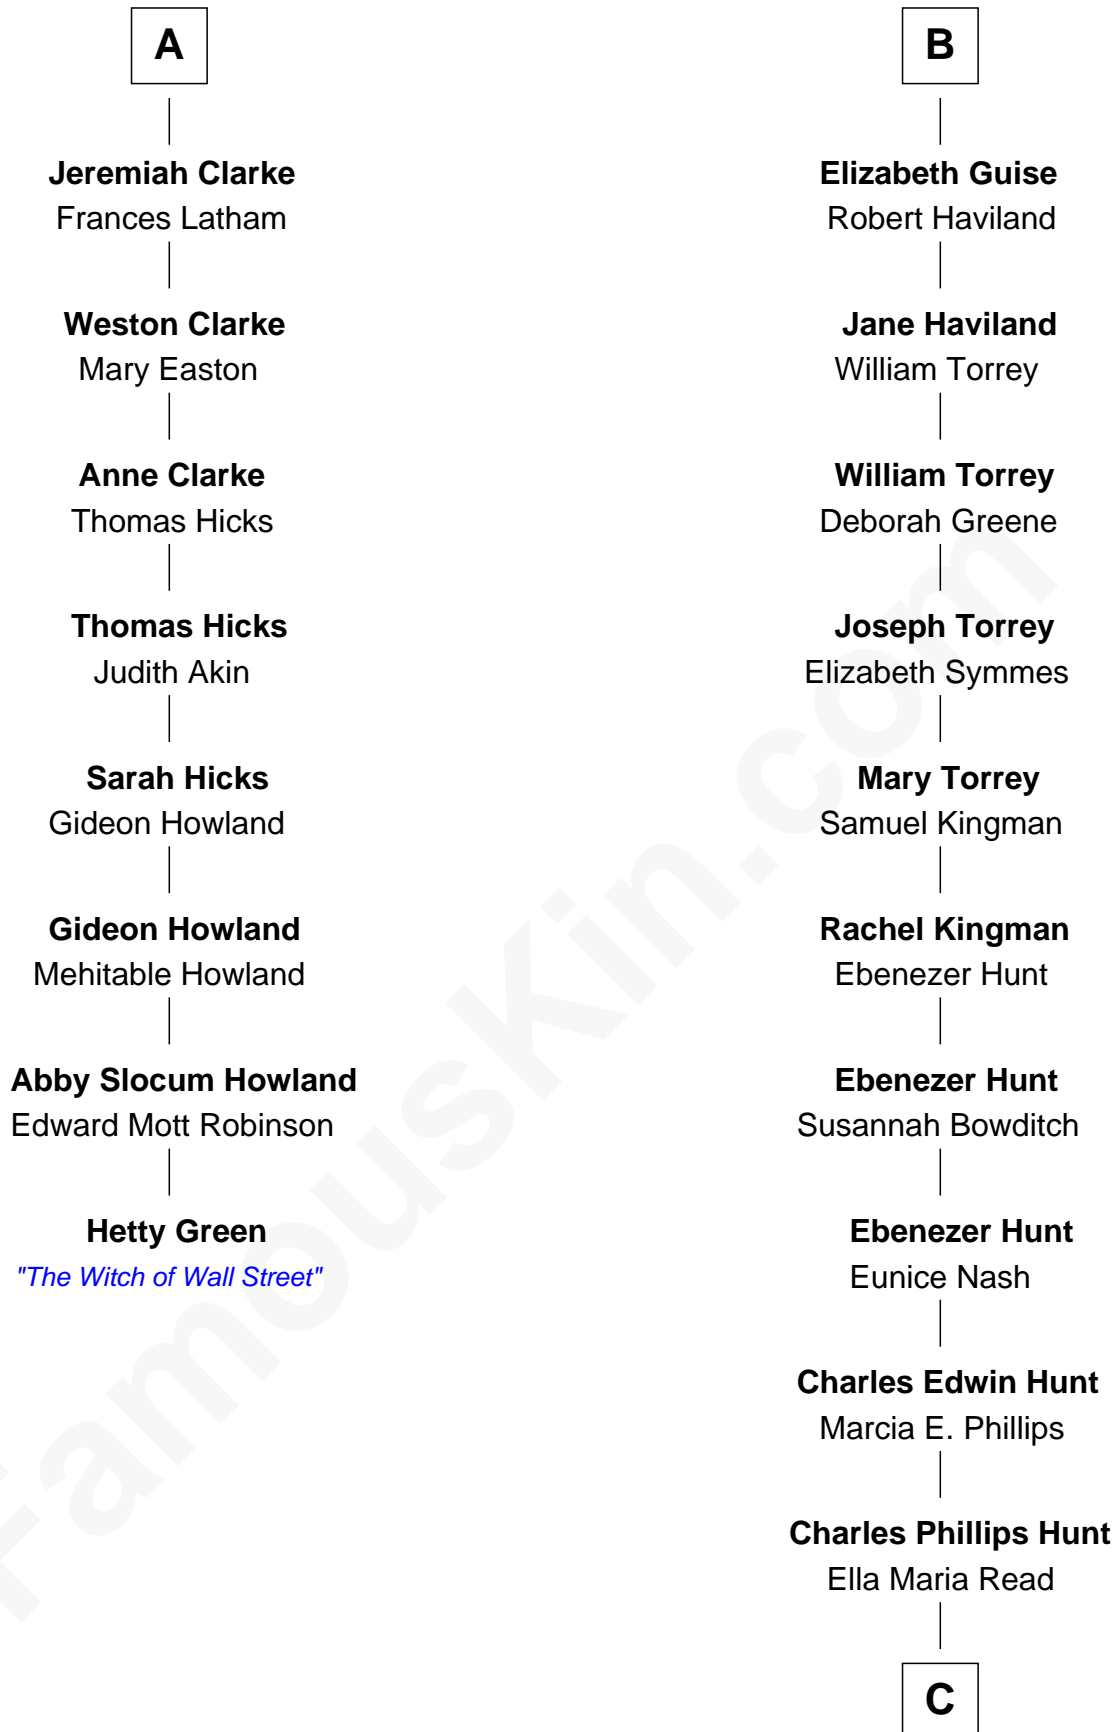 A
Jeremiah Clarke
Frances Latham
Weston Clarke
Mary Easton
Anne Clarke
Thomas Hicks
Thomas Hicks
Judith Akin
Sarah Hicks
Gideon Howland
Gideon Howland
Mehitable Howland
Abby Slocum Howland
Edward Mott Robinson
Hetty Green
"The Witch of Wall Street"
B
Elizabeth Guise
Robert Haviland
Jane Haviland
William Torrey
William Torrey
Deborah Greene
Joseph Torrey
Elizabeth Symmes
Mary Torrey
Samuel Kingman
Rachel Kingman
Ebenezer Hunt
Ebenezer Hunt
Susannah Bowditch
Ebenezer Hunt
Eunice Nash
Charles Edwin Hunt
Marcia E. Phillips
Charles Phillips Hunt
Ella Maria Read
C
FamousKin.com